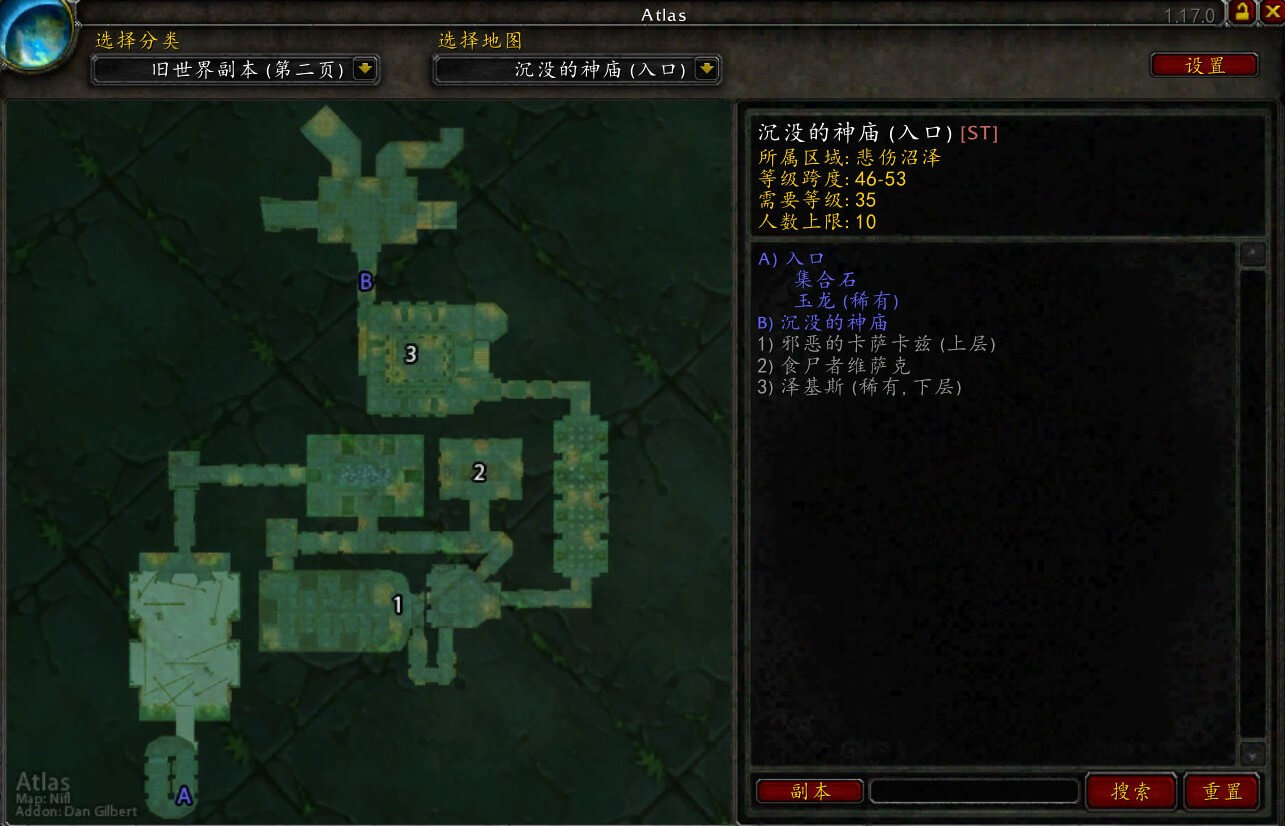 Atlas
1.17.0
选择分类
选择地图
旧世界副本 (第二页)
沉没的神庙 (入口)
设置
沉没的神庙 (入口) [ST]
所属区域: 悲伤沼泽
等级跨度: 46-53
需要等级: 35
人数上限: 10
A) 入口
集合石
玉龙 (稀有)
B) 沉没的神庙
1) 邪恶的卡萨卡兹 (上层)
2) 食尸者维萨克
3) 泽基斯 (稀有, 下层)
B
3
2
1
A
Atlas
Map: Nifl
Addon: Dan Gilbert
副本
搜索
重置